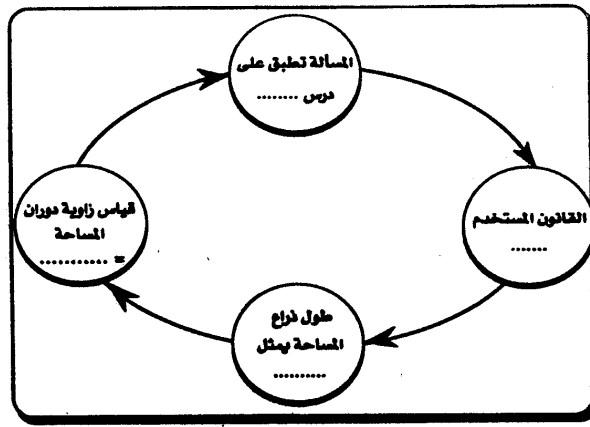 المسألة تطبق على
درس ........
القانون المستخدم
.......
طول ذراع
المساحة يمثل
..........
قياس زاوية دوران
المساحة
............ =